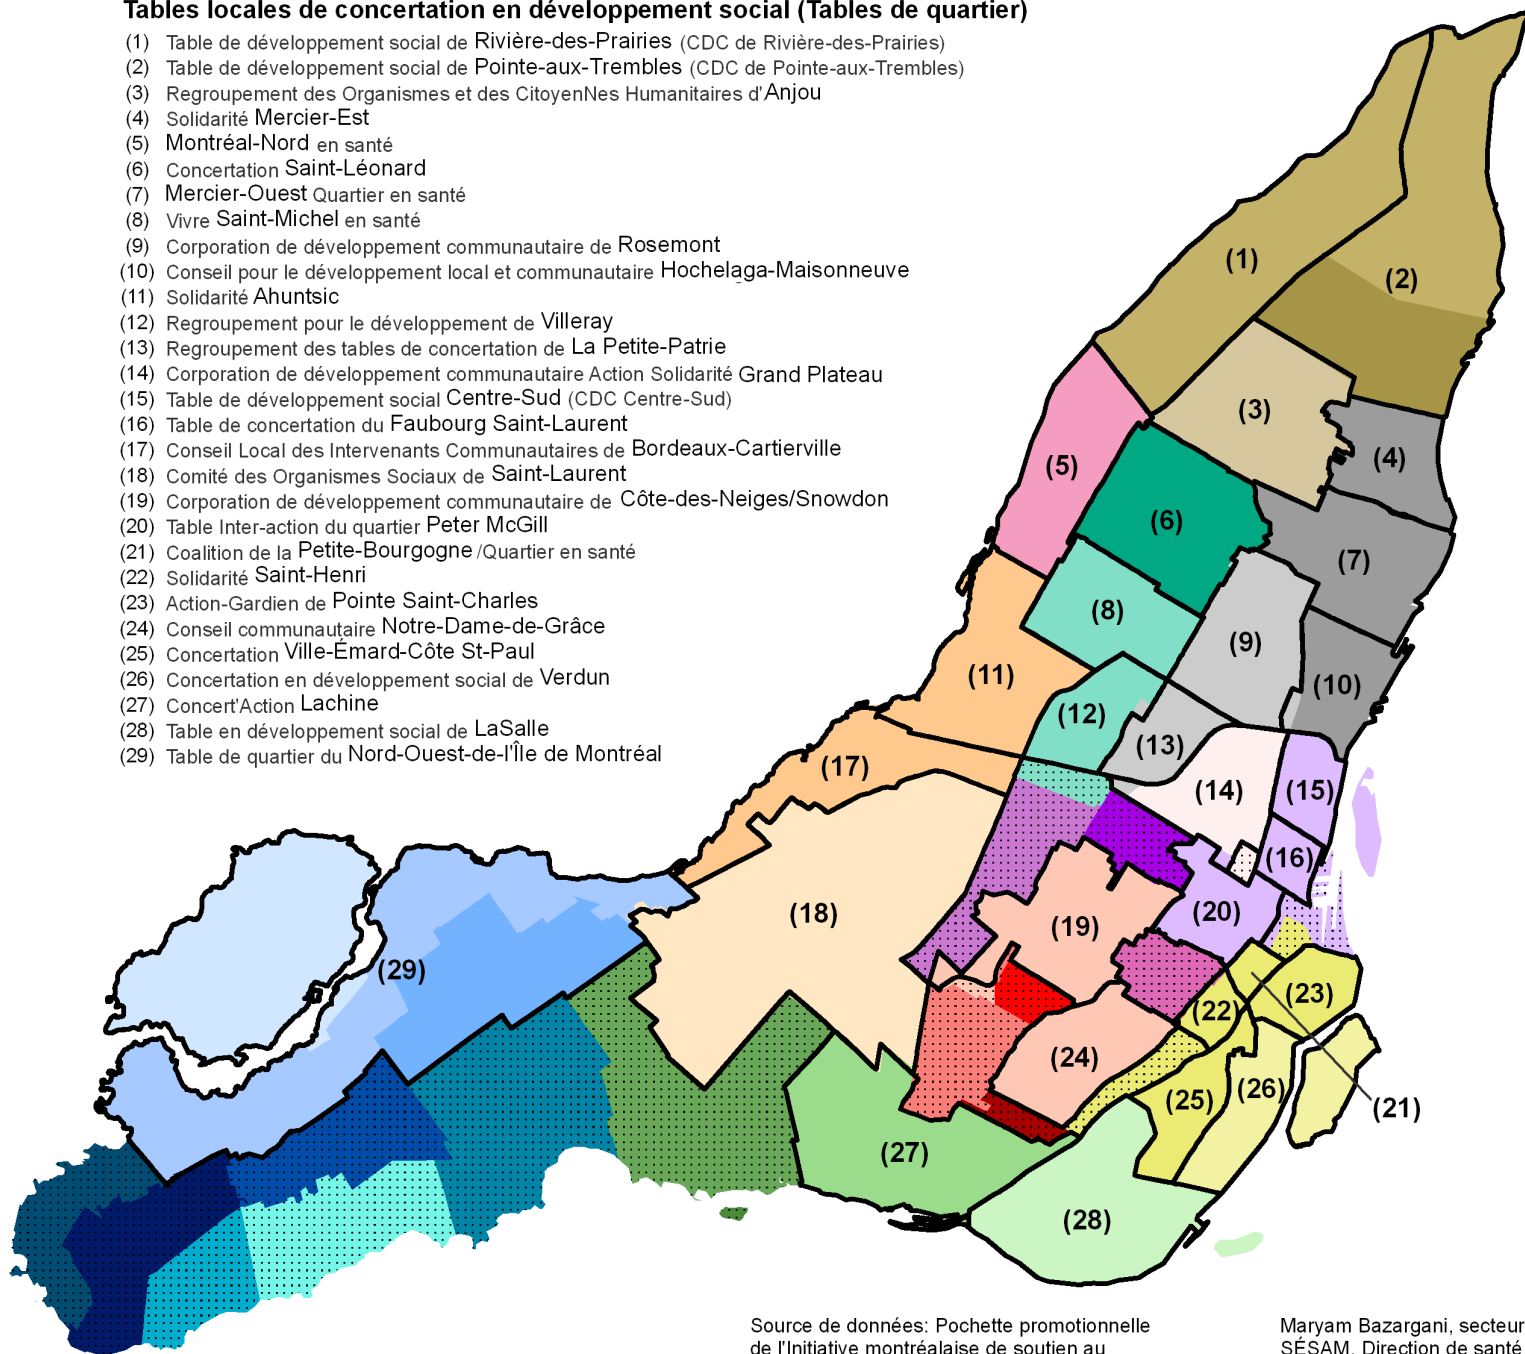 Tables locales de concertation en développement social (Tables de quartier)
(1) Table de développement social de Rivière-des-Prairies (CDC de Rivière-des-Prairies)
(2) Table de développement social de Pointe-aux-Trembles (CDC de Pointe-aux-Trembles)
(3) Regroupement des Organismes et des CitoyenNes Humanitaires d'Anjou
(4) Solidarité Mercier-Est
(5) Montréal-Nord en santé
(6) Concertation Saint-Léonard
(7) Mercier-Ouest Quartier en santé
(8) Vivre Saint-Michel en santé
(9) Corporation de développement communautaire de Rosemont
(10) Conseil pour le développement local et communautaire Hochelaga-Maisonneuve
(11) Solidarité Ahuntsic
(12) Regroupement pour le développement de Villeray
(13) Regroupement des tables de concertation de La Petite-Patrie
(14) Corporation de développement communautaire Action Solidarité Grand Plateau
(15) Table de développement social Centre-Sud (CDC Centre-Sud)
(16) Table de concertation du Faubourg Saint-Laurent
(17) Conseil Local des Intervenants Communautaires de Bordeaux-Cartierville
(18) Comité des Organismes Sociaux de Saint-Laurent
(19) Corporation de développement communautaire de Côte-des-Neiges/Snowdon
(20) Table Inter-action du quartier Peter McGill
(21) Coalition de la Petite-Bourgogne /Quartier en santé
(22) Solidarité Saint-Henri
(23) Action-Gardien de Pointe Saint-Charles
(24) Conseil communautaire Notre-Dame-de-Grâce
(25) Concertation Ville-Émard-Côte St-Paul
(26) Concertation en développement social de Verdun
(27) Concert'Action Lachine
(28) Table en développement social de LaSalle
(29) Table de quartier du Nord-Ouest-de-l'Île de Montréal
(1)
(2)
(3)
(4)
(5)
(6)
(7)
(8)
(9)
(10)
(11)
(12)
(13)
(14)
(15)
(16)
(17)
(18)
(19)
(20)
(29)
(22)
(23)
(24)
(25)
(26)
(21)
(27)
(28)
Source de données: Pochette promotionnelle
de l'Initiative montréalaise de soutien au
Maryam Bazargani, secteur
SÉSAM, Direction de santé